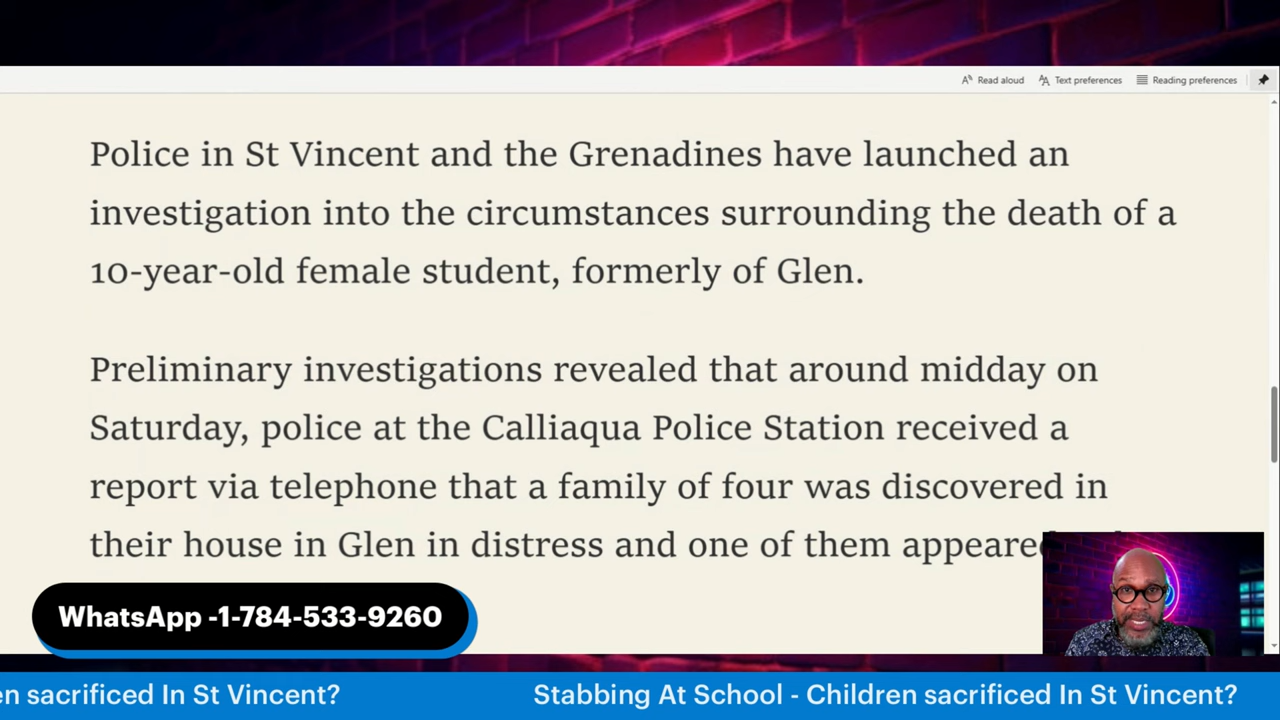 Read aloud Text preferences Reading preferences
Police in St Vincent and the Grenadines have launched an
investigation into the circumstances surrounding the death of a
10-year-old female student, formerly of Glen.
Preliminary investigations revealed that around midday on
Saturday, police at the Calliaqua Police Station received a
report via telephone that a family of four was discovered in
their house in Glen in distress and one of them appeared
WhatsApp -1-784-533-9260
en sacrificed In St Vincent? Stabbing At School - Children sacrificed In St Vincent?